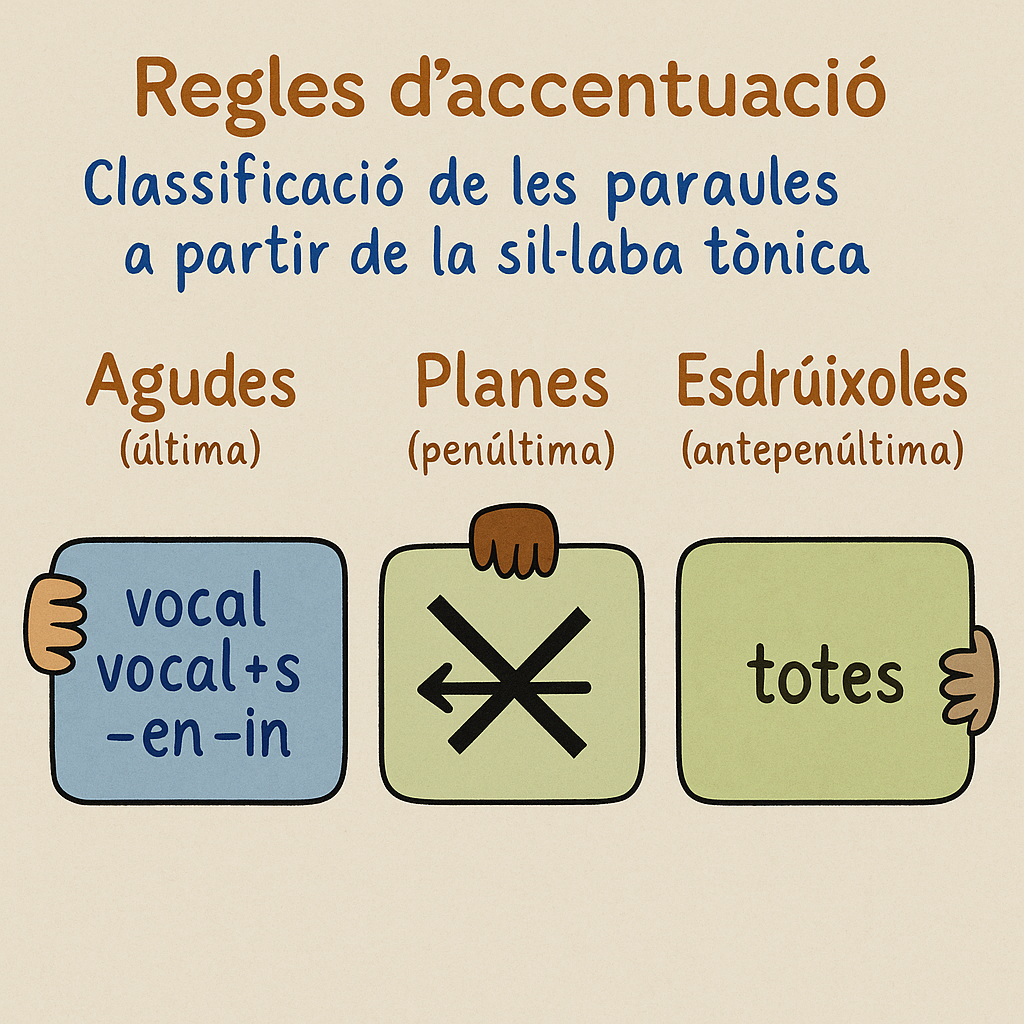 Regles d’accentuació
Classificació de les paraules
a partir de la sil·laba tònica
Agudes
(última)
Planes
(penúltima)
Esdrúixoles
(antepenúltima)
vocal
vocal+s
-en -in
totes